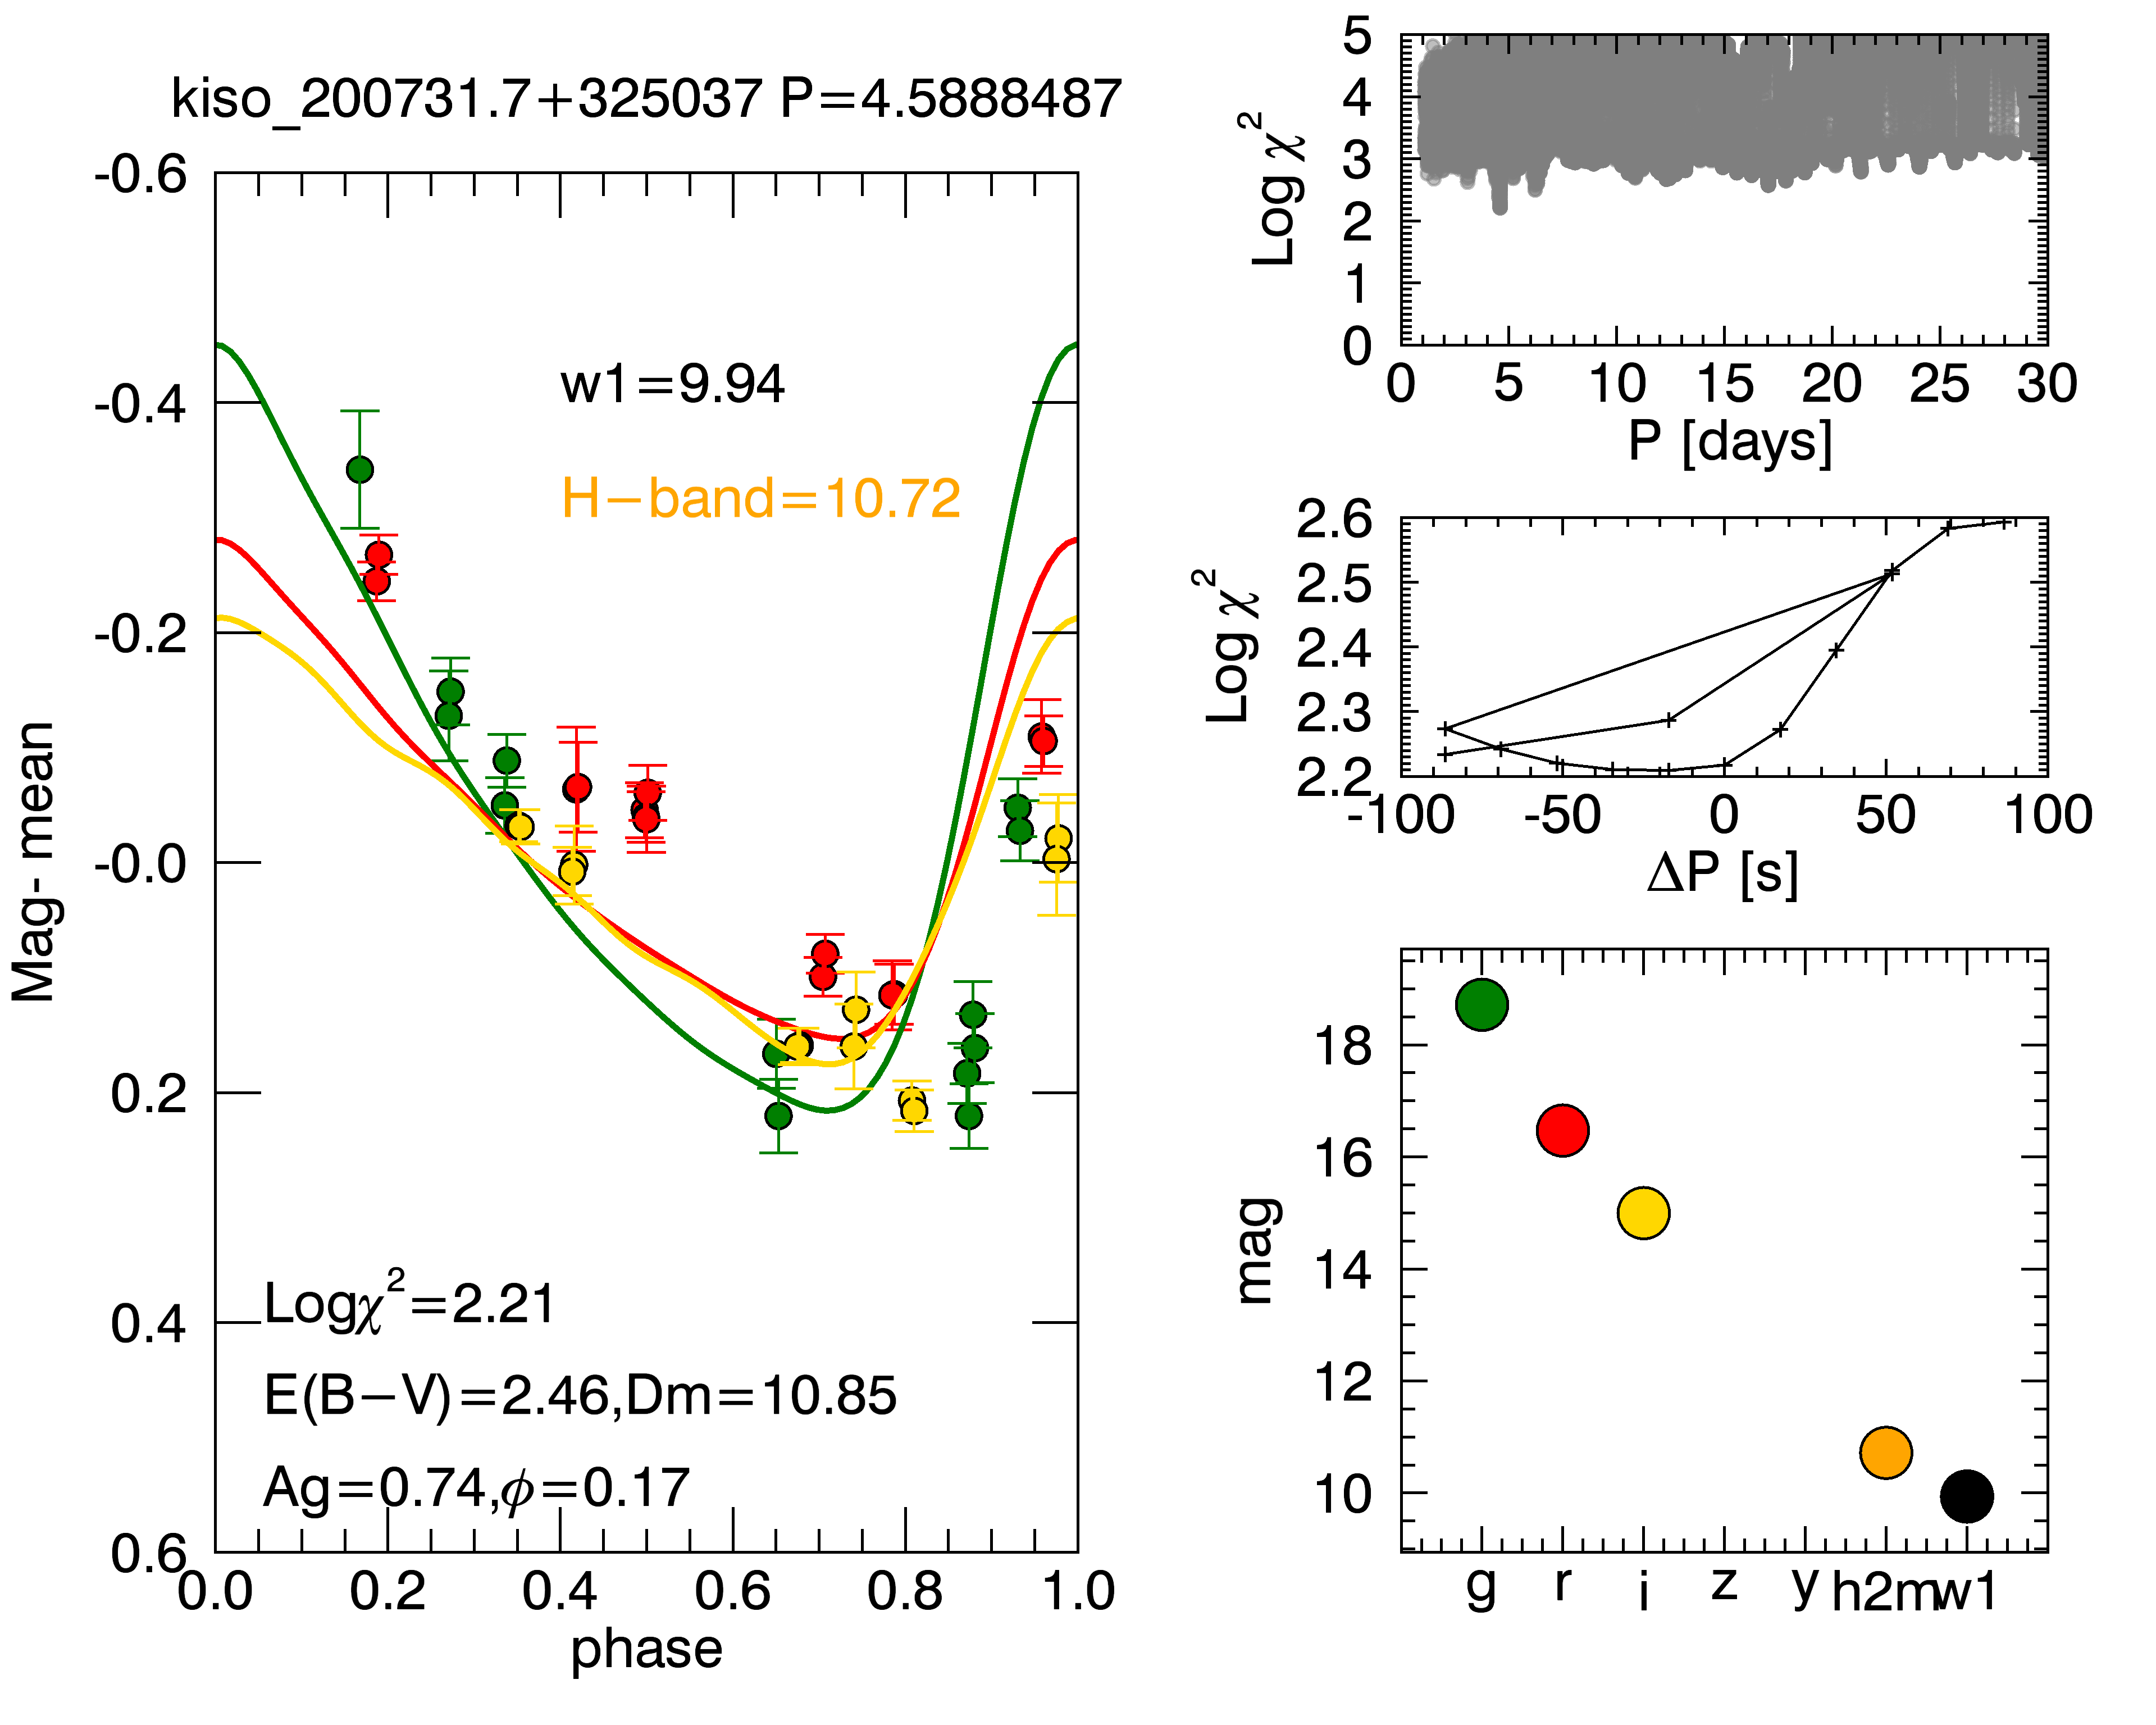 kiso_200731.7+325037 P=4.5888487
-0.6
-0.4
-0.2
-0.0
0.2
0.4
0.6
Mag- mean
w1=9.94
H-band=10.72
Logχ²=2.21
E(B-V)=2.46,Dm=10.85
Ag=0.74,ϕ=0.17
0.0 0.2 0.4 0.6 0.8 1.0
phase
5
4
3
2
1
0
Log χ²
0 5 10 15 20 25 30
P [days]
2.6
2.5
2.4
2.3
2.2
Log χ²
-100 -50 0 50 100
ΔP [s]
18
16
14
12
10
mag
g r i z y h2m w1